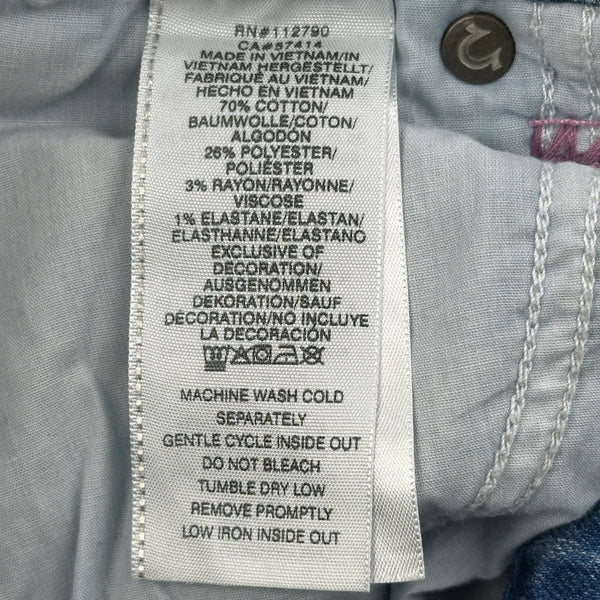 RN#112790
CA#57414
MADE IN VIETNAM/IN
VIETNAM HERGESTELLT/
FABRIQUÉ AU VIETNAM/
HECHO EN VIETNAM
70% COTTON/
BAUMWOLLE/COTON/
ALGODÓN
26% POLYESTER/
POLIÉSTER
3% RAYON/RAYONNE/
VISCOSE
1% ELASTANE/ELASTAN/
ELASTHANNE/ELASTANO
EXCLUSIVE OF
DECORATION/
AUSGENOMMEN
DEKORATION/SAUF
DÉCORATION/NO INCLUYE
LA DECORACIÓN
MACHINE WASH COLD
SEPARATELY
GENTLE CYCLE INSIDE OUT
DO NOT BLEACH
TUMBLE DRY LOW
REMOVE PROMPTLY
LOW IRON INSIDE OUT